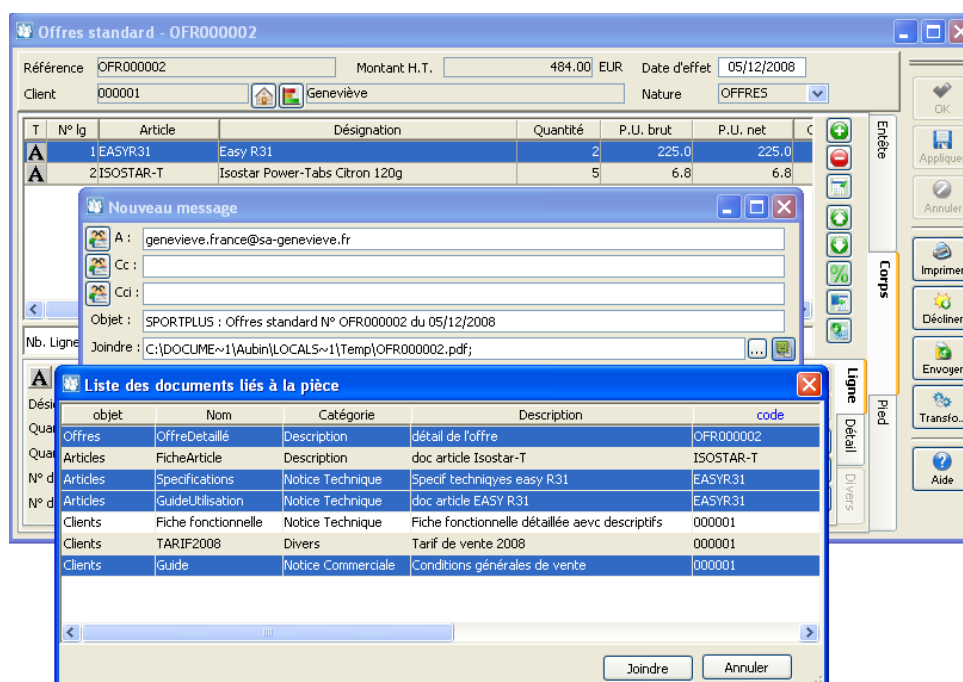 Offres standard - OFR000002
Référence OFR000002 Montant H.T. 484.00 EUR Date d'effet 05/12/2008
Client 000001 Geneviève Nature OFFRES
OK
Appliquer
Annuler
Imprimer
Décliner
Envoyer
Transfo...
Aide
Entête
Corps
Pied
T N° lg Article Désignation Quantité P.U. brut P.U. net
A 1 EASYR31 Easy R31 2 225.0 225.0
A 2 ISOSTAR-T Isostar Power-Tabs Citron 120g 5 6.8 6.8
Nouveau message
A : genevieve.france@sa-genevieve.fr
Cc :
Cci :
Objet : SPORTPLUS : Offres standard N° OFR000002 du 05/12/2008
Joindre : C:\DOCUME~1\Aubin\LOCALS~1\Temp\OFR000002.pdf; ...
Nb. Ligne
A
Dési
Quar
Quar
N° d
N° d
Ligne
Détail
Divers
Liste des documents liés à la pièce
objet Nom Catégorie Description code
Offres OffreDetaillé Description détail de l'offre OFR000002
Articles FicheArticle Description doc article Isostar-T ISOSTAR-T
Articles Specifications Notice Technique Specif techniqyes easy R31 EASYR31
Articles GuideUtilisation Notice Technique doc article EASY R31 EASYR31
Clients Fiche fonctionnelle Notice Technique Fiche fonctionnelle détaillée aevc descriptifs 000001
Clients TARIF2008 Divers Tarif de vente 2008 000001
Clients Guide Notice Commerciale Conditions générales de vente 000001
Joindre Annuler